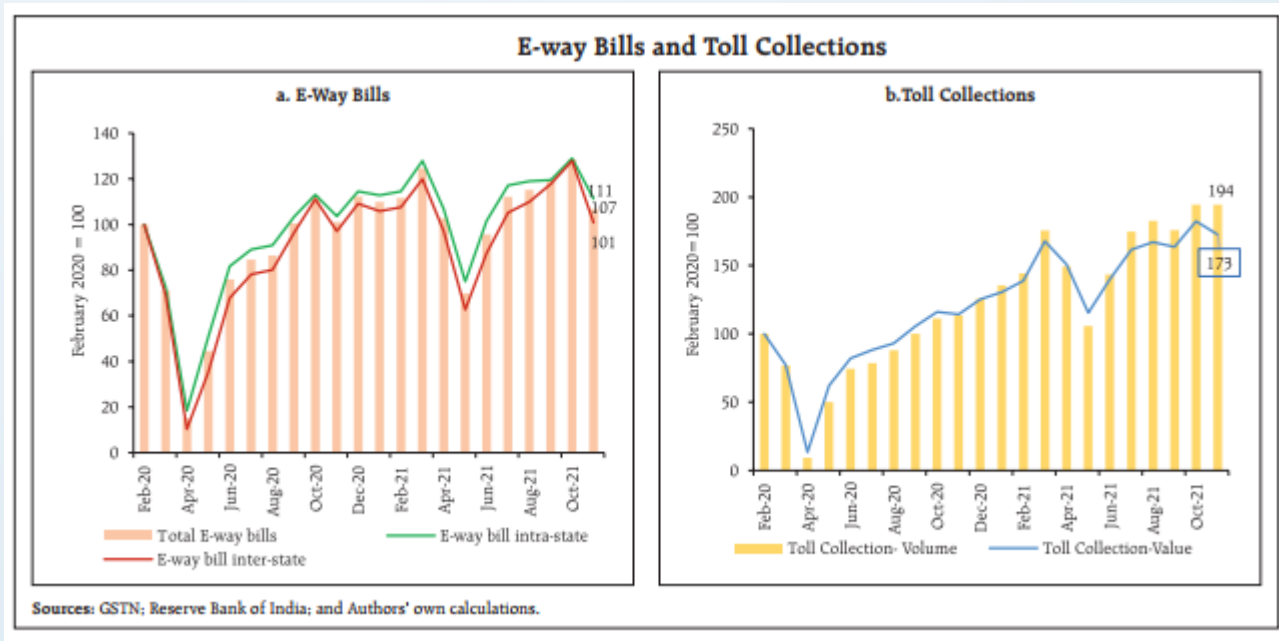 E-way Bills and Toll Collections
a. E-Way Bills
140
120
100
80
60
40
20
0
February 2020 = 100
111
107
101
Feb-20
Apr-20
Jun-20
Aug-20
Oct-20
Dec-20
Feb-21
Apr-21
Jun-21
Aug-21
Oct-21
Total E-way bills
E-way bill intra-state
E-way bill inter-state
b.Toll Collections
250
200
150
100
50
0
February 2020=100
194
173
Feb-20
Apr-20
Jun-20
Aug-20
Oct-20
Dec-20
Feb-21
Apr-21
Jun-21
Aug-21
Oct-21
Toll Collection- Volume
Toll Collection-Value
Sources: GSTN; Reserve Bank of India; and Authors' own calculations.